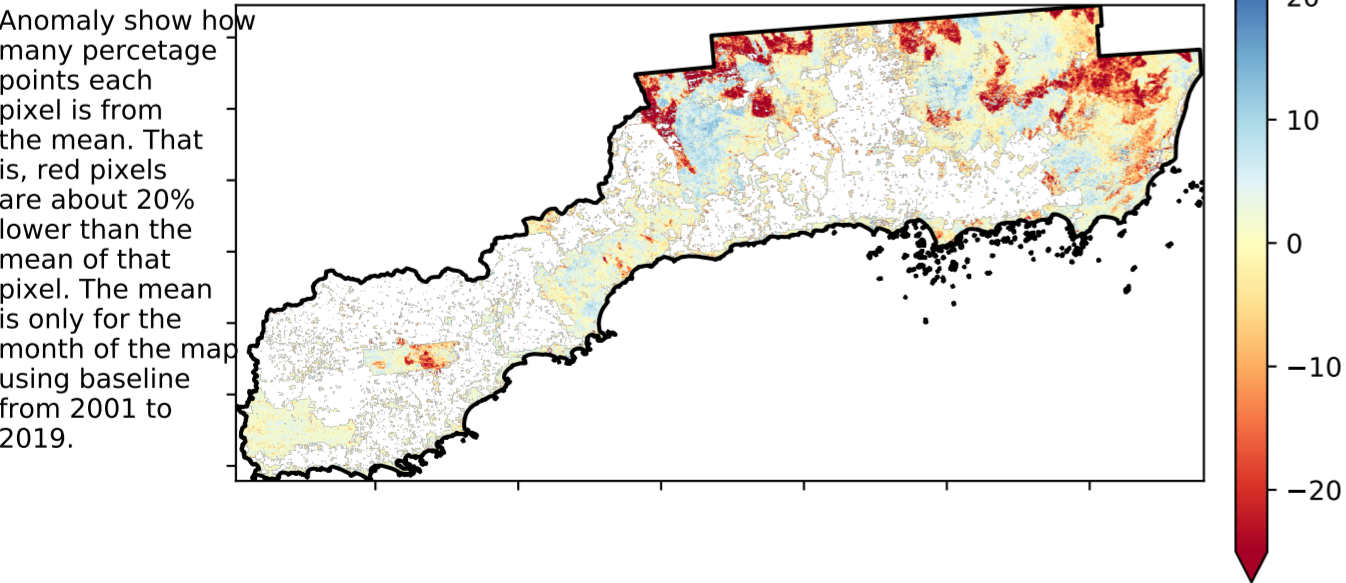 Anomaly show how
many percetage
points each
pixel is from
the mean. That
is, red pixels
are about 20%
lower than the
mean of that
pixel. The mean
is only for the
month of the map
using baseline
from 2001 to
2019.
20
10
0
−10
−20